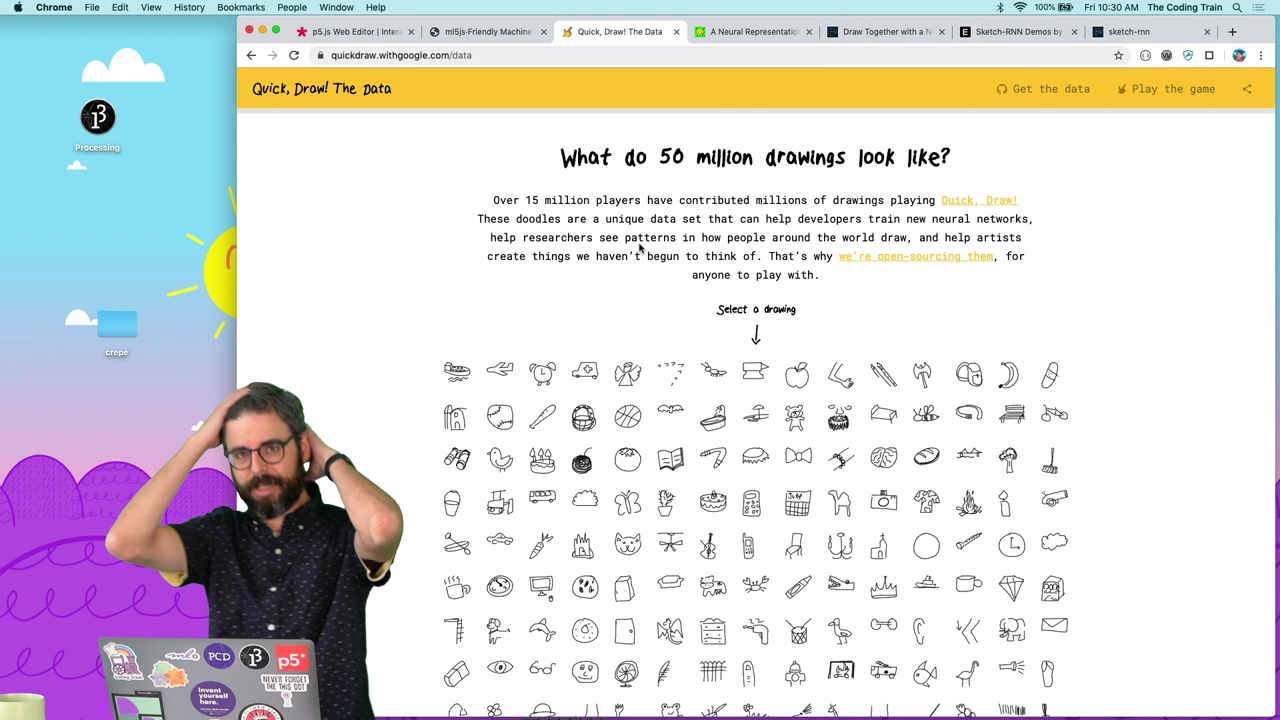 Chrome File Edit View History Bookmarks People Window Help 100% Fri 10:30 AM The Coding Train
p5.js Web Editor | Intera ml5js-Friendly Machine Quick, Draw! The Data A Neural Representation Draw Together with a N Sketch-RNN Demos by sketch-rnn
quickdraw.withgoogle.com/data
Quick, Draw! The Data Get the data Play the game
What do 50 million drawings look like?
Over 15 million players have contributed millions of drawings playing Quick, Draw!
These doodles are a unique data set that can help developers train new neural networks,
help researchers see patterns in how people around the world draw, and help artists
create things we haven't begun to think of. That's why we're open-sourcing them, for
anyone to play with.
Select a drawing
Processing
crepe
PCD
p5*
NEVER FORGET
THE THIS DOT
Invent
yourself
here.